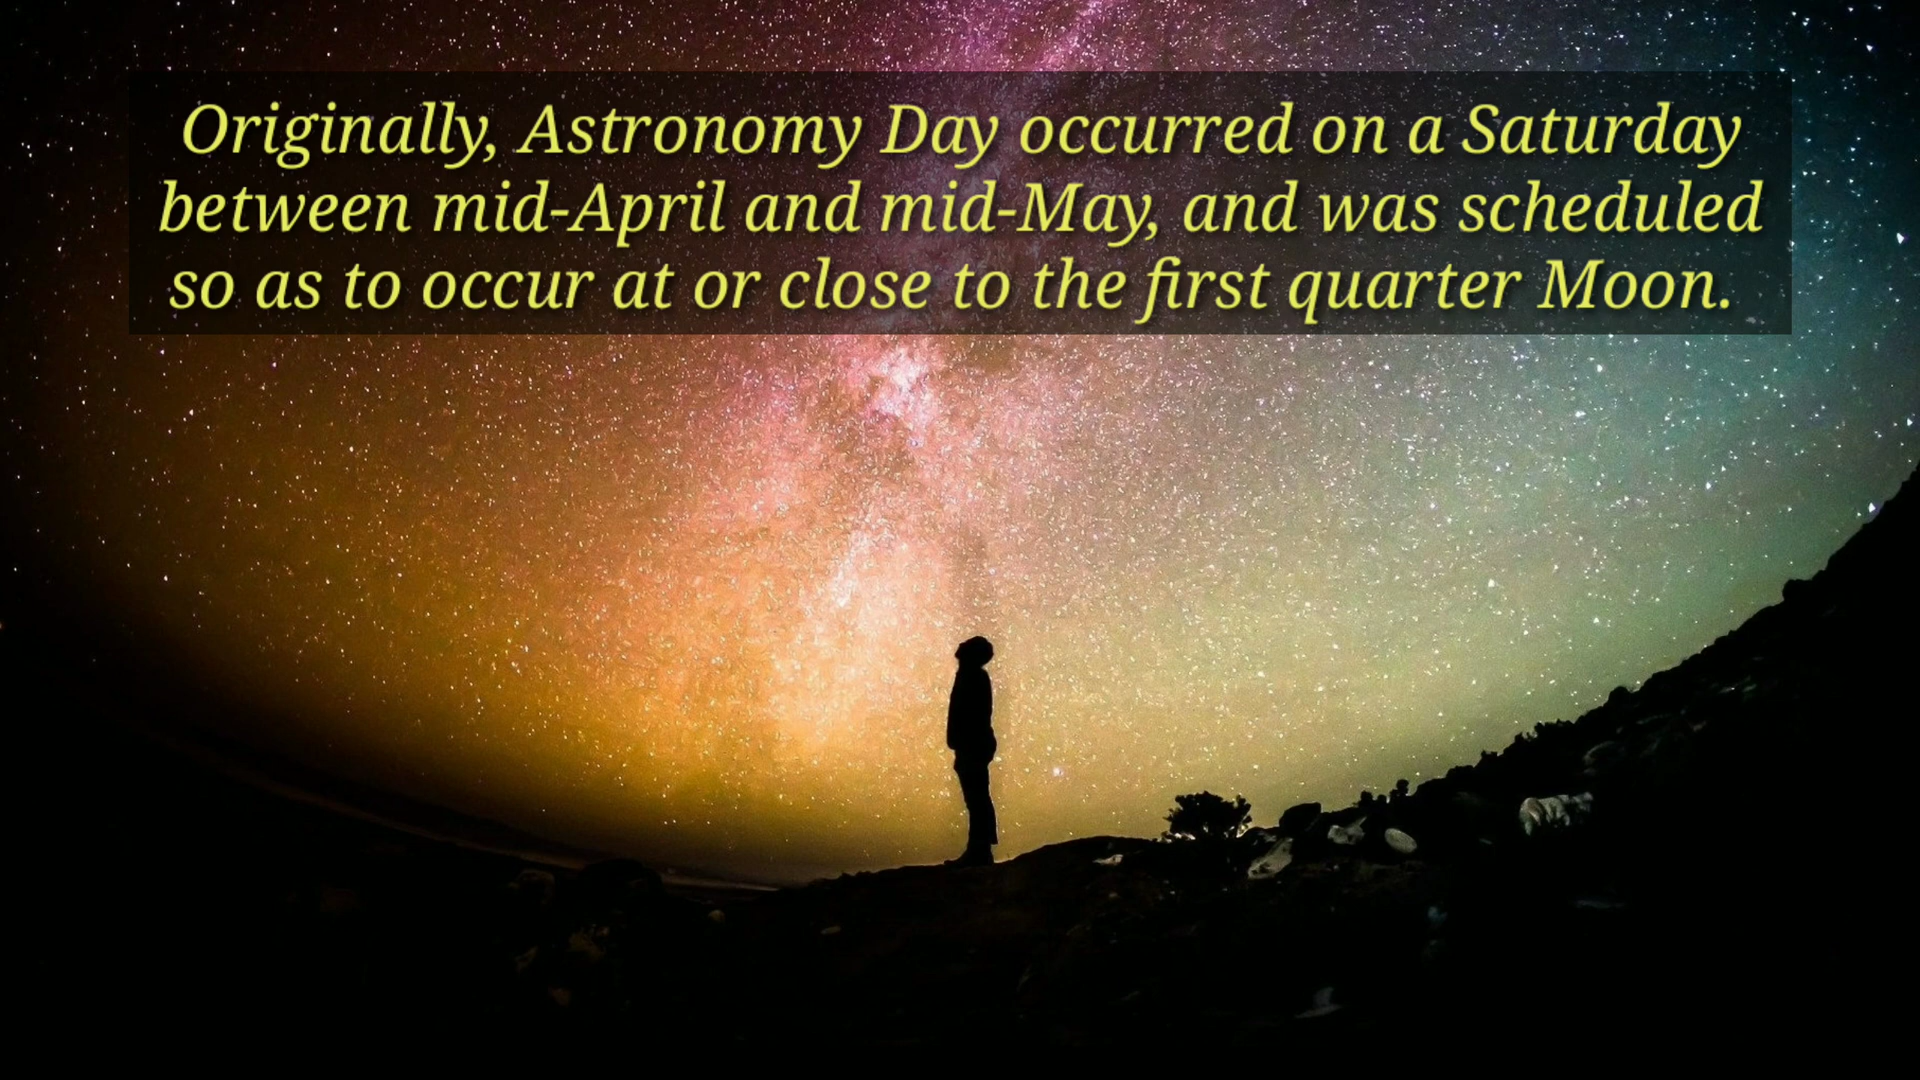 Originally, Astronomy Day occurred on a Saturday
between mid-April and mid-May, and was scheduled
so as to occur at or close to the first quarter Moon.